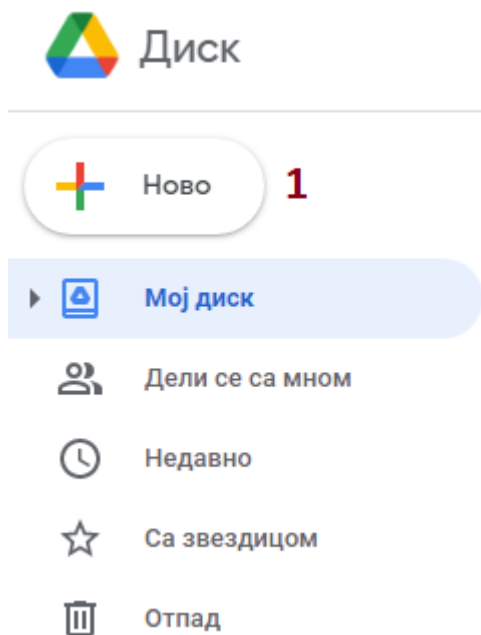 Диск
Ново 1
Мој диск
Дели се са мном
Недавно
Са звездицом
Отпад